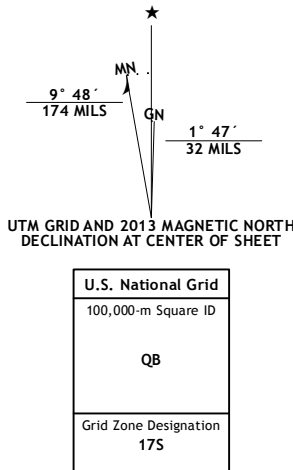 ★
MN
GN
9° 48´
174 MILS
1° 47´
32 MILS
UTM GRID AND 2013 MAGNETIC NORTH
DECLINATION AT CENTER OF SHEET
U.S. National Grid
100,000-m Square ID
QB
Grid Zone Designation
17S